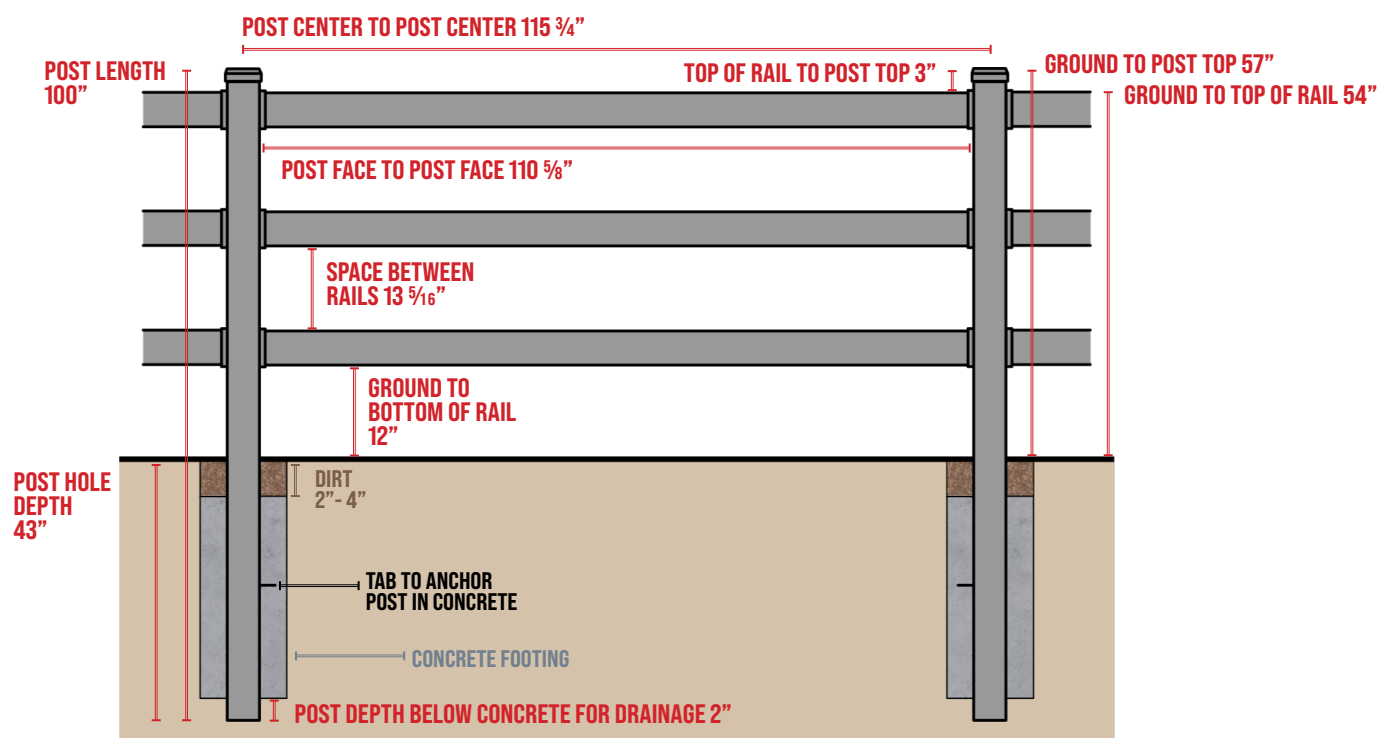 POST CENTER TO POST CENTER 115 ¾”
POST LENGTH
100”
TOP OF RAIL TO POST TOP 3”
GROUND TO POST TOP 57”
GROUND TO TOP OF RAIL 54”
POST FACE TO POST FACE 110 ⅝”
SPACE BETWEEN
RAILS 13 5⁄16”
GROUND TO
BOTTOM OF RAIL
12”
POST HOLE
DEPTH
43”
DIRT
2”- 4”
TAB TO ANCHOR
POST IN CONCRETE
CONCRETE FOOTING
POST DEPTH BELOW CONCRETE FOR DRAINAGE 2”